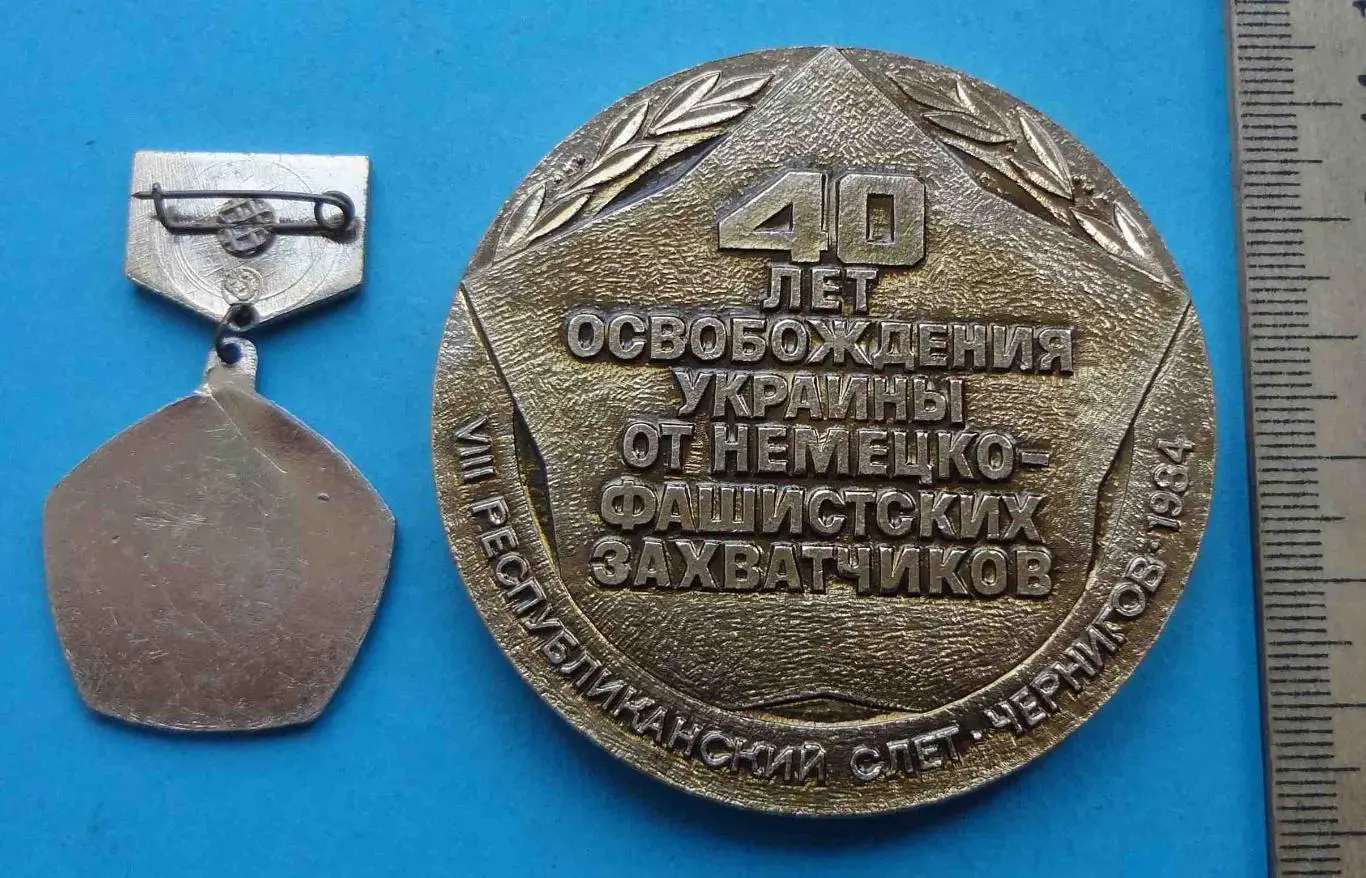 40
ЛЕТ
ОСВОБОЖДЕНИЯ
УКРАИНЫ
ОТ НЕМЕЦКО-
ФАШИСТСКИХ
ЗАХВАТЧИКОВ
VIII РЕСПУБЛИКАНСКИЙ СЛЕТ · ЧЕРНИГОВ · 1984